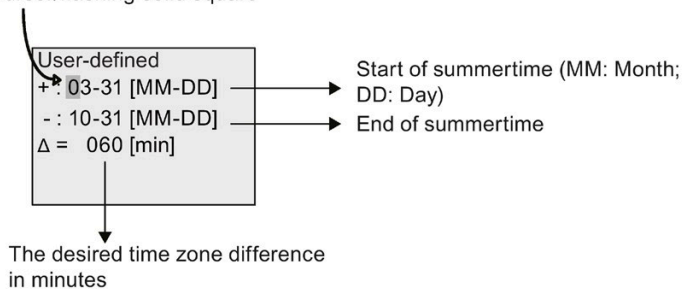 User-defined
+ : 03-31 [MM-DD]
- : 10-31 [MM-DD]
Δ = 060 [min]
Start of summertime (MM: Month;
DD: Day)
End of summertime
The desired time zone difference
in minutes